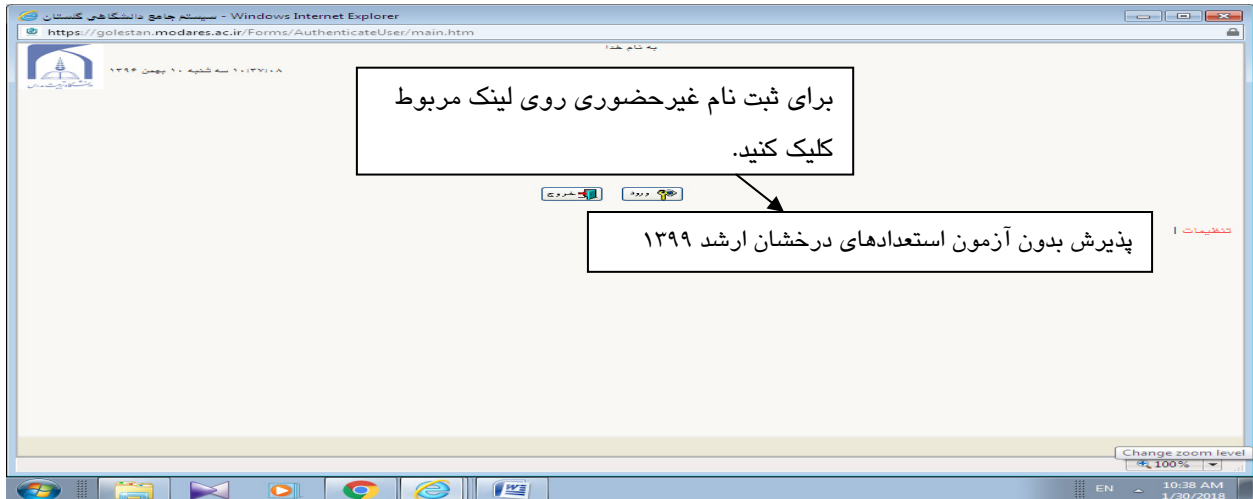 سیستم جامع دانشگاهی گلستان - Windows Internet Explorer
https://golestan.modares.ac.ir/Forms/AuthenticateUser/main.htm
به نام خدا
۱۰:۳۷:۰۸ سه شنبه ۱۰ بهمن ۱۳۹۶
برای ثبت نام غیرحضوری روی لینک مربوط
کلیک کنید.
ورود
خروج
تنظیمات |
پذیرش بدون آزمون استعدادهای درخشان ارشد ۱۳۹۹
Change zoom level
100%
EN
10:38 AM
1/30/2018